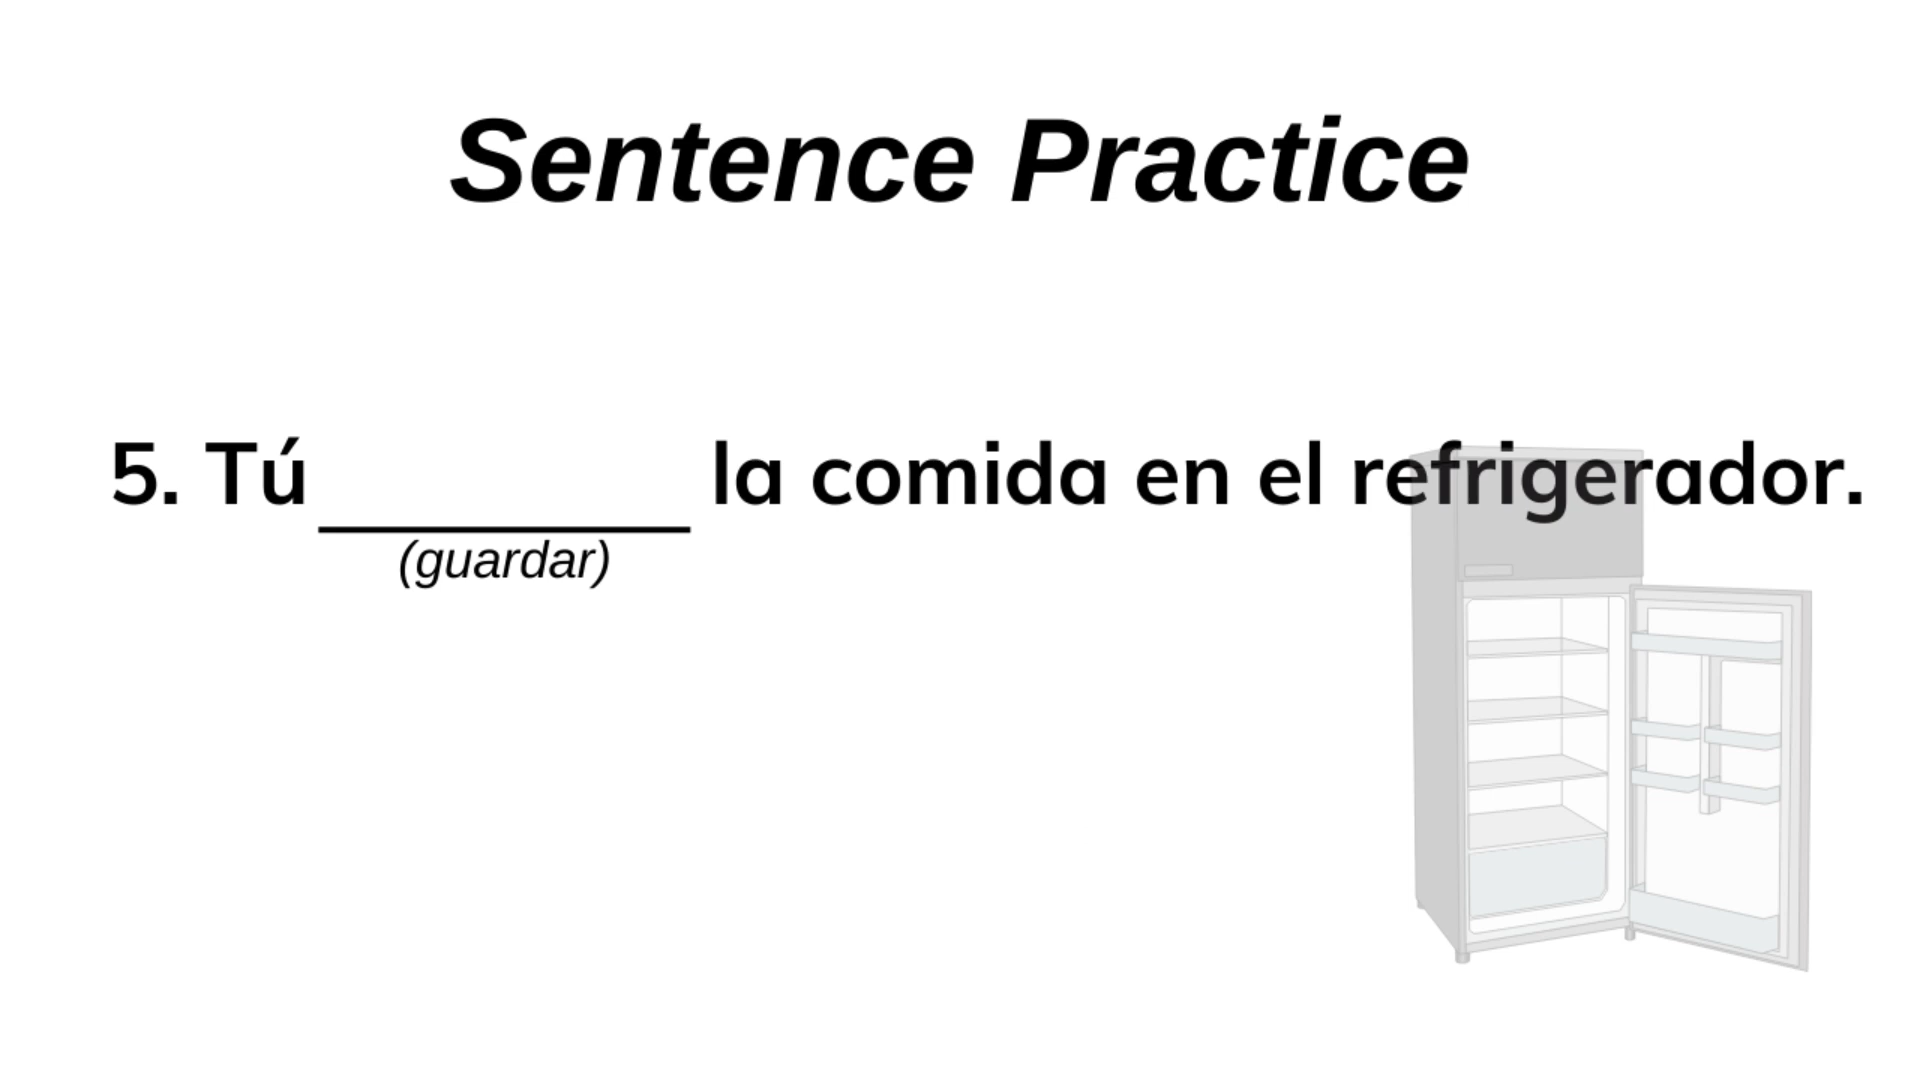 Sentence Practice
5. Tú __________ la comida en el refrigerador.
(guardar)